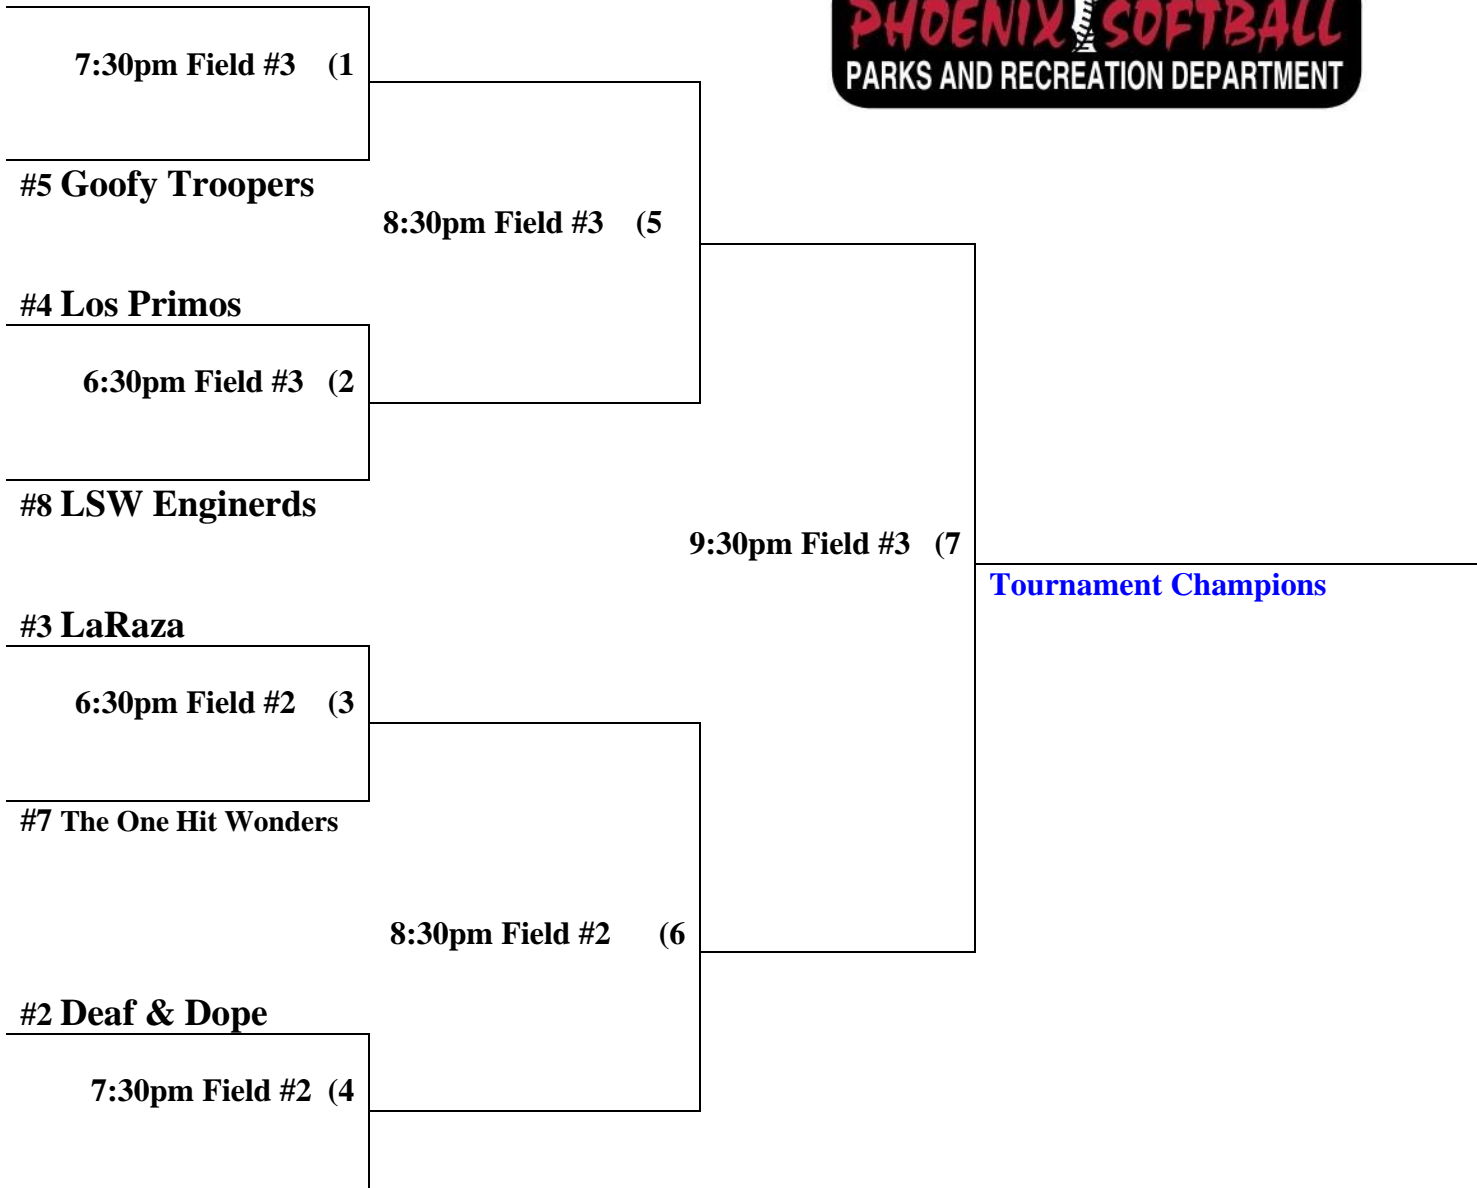 PHOENIX SOFTBALL
PARKS AND RECREATION DEPARTMENT
7:30pm Field #3 (1
#5 Goofy Troopers
8:30pm Field #3 (5
#4 Los Primos
6:30pm Field #3 (2
#8 LSW Enginerds
9:30pm Field #3 (7
Tournament Champions
#3 LaRaza
6:30pm Field #2 (3
#7 The One Hit Wonders
8:30pm Field #2 (6
#2 Deaf & Dope
7:30pm Field #2 (4